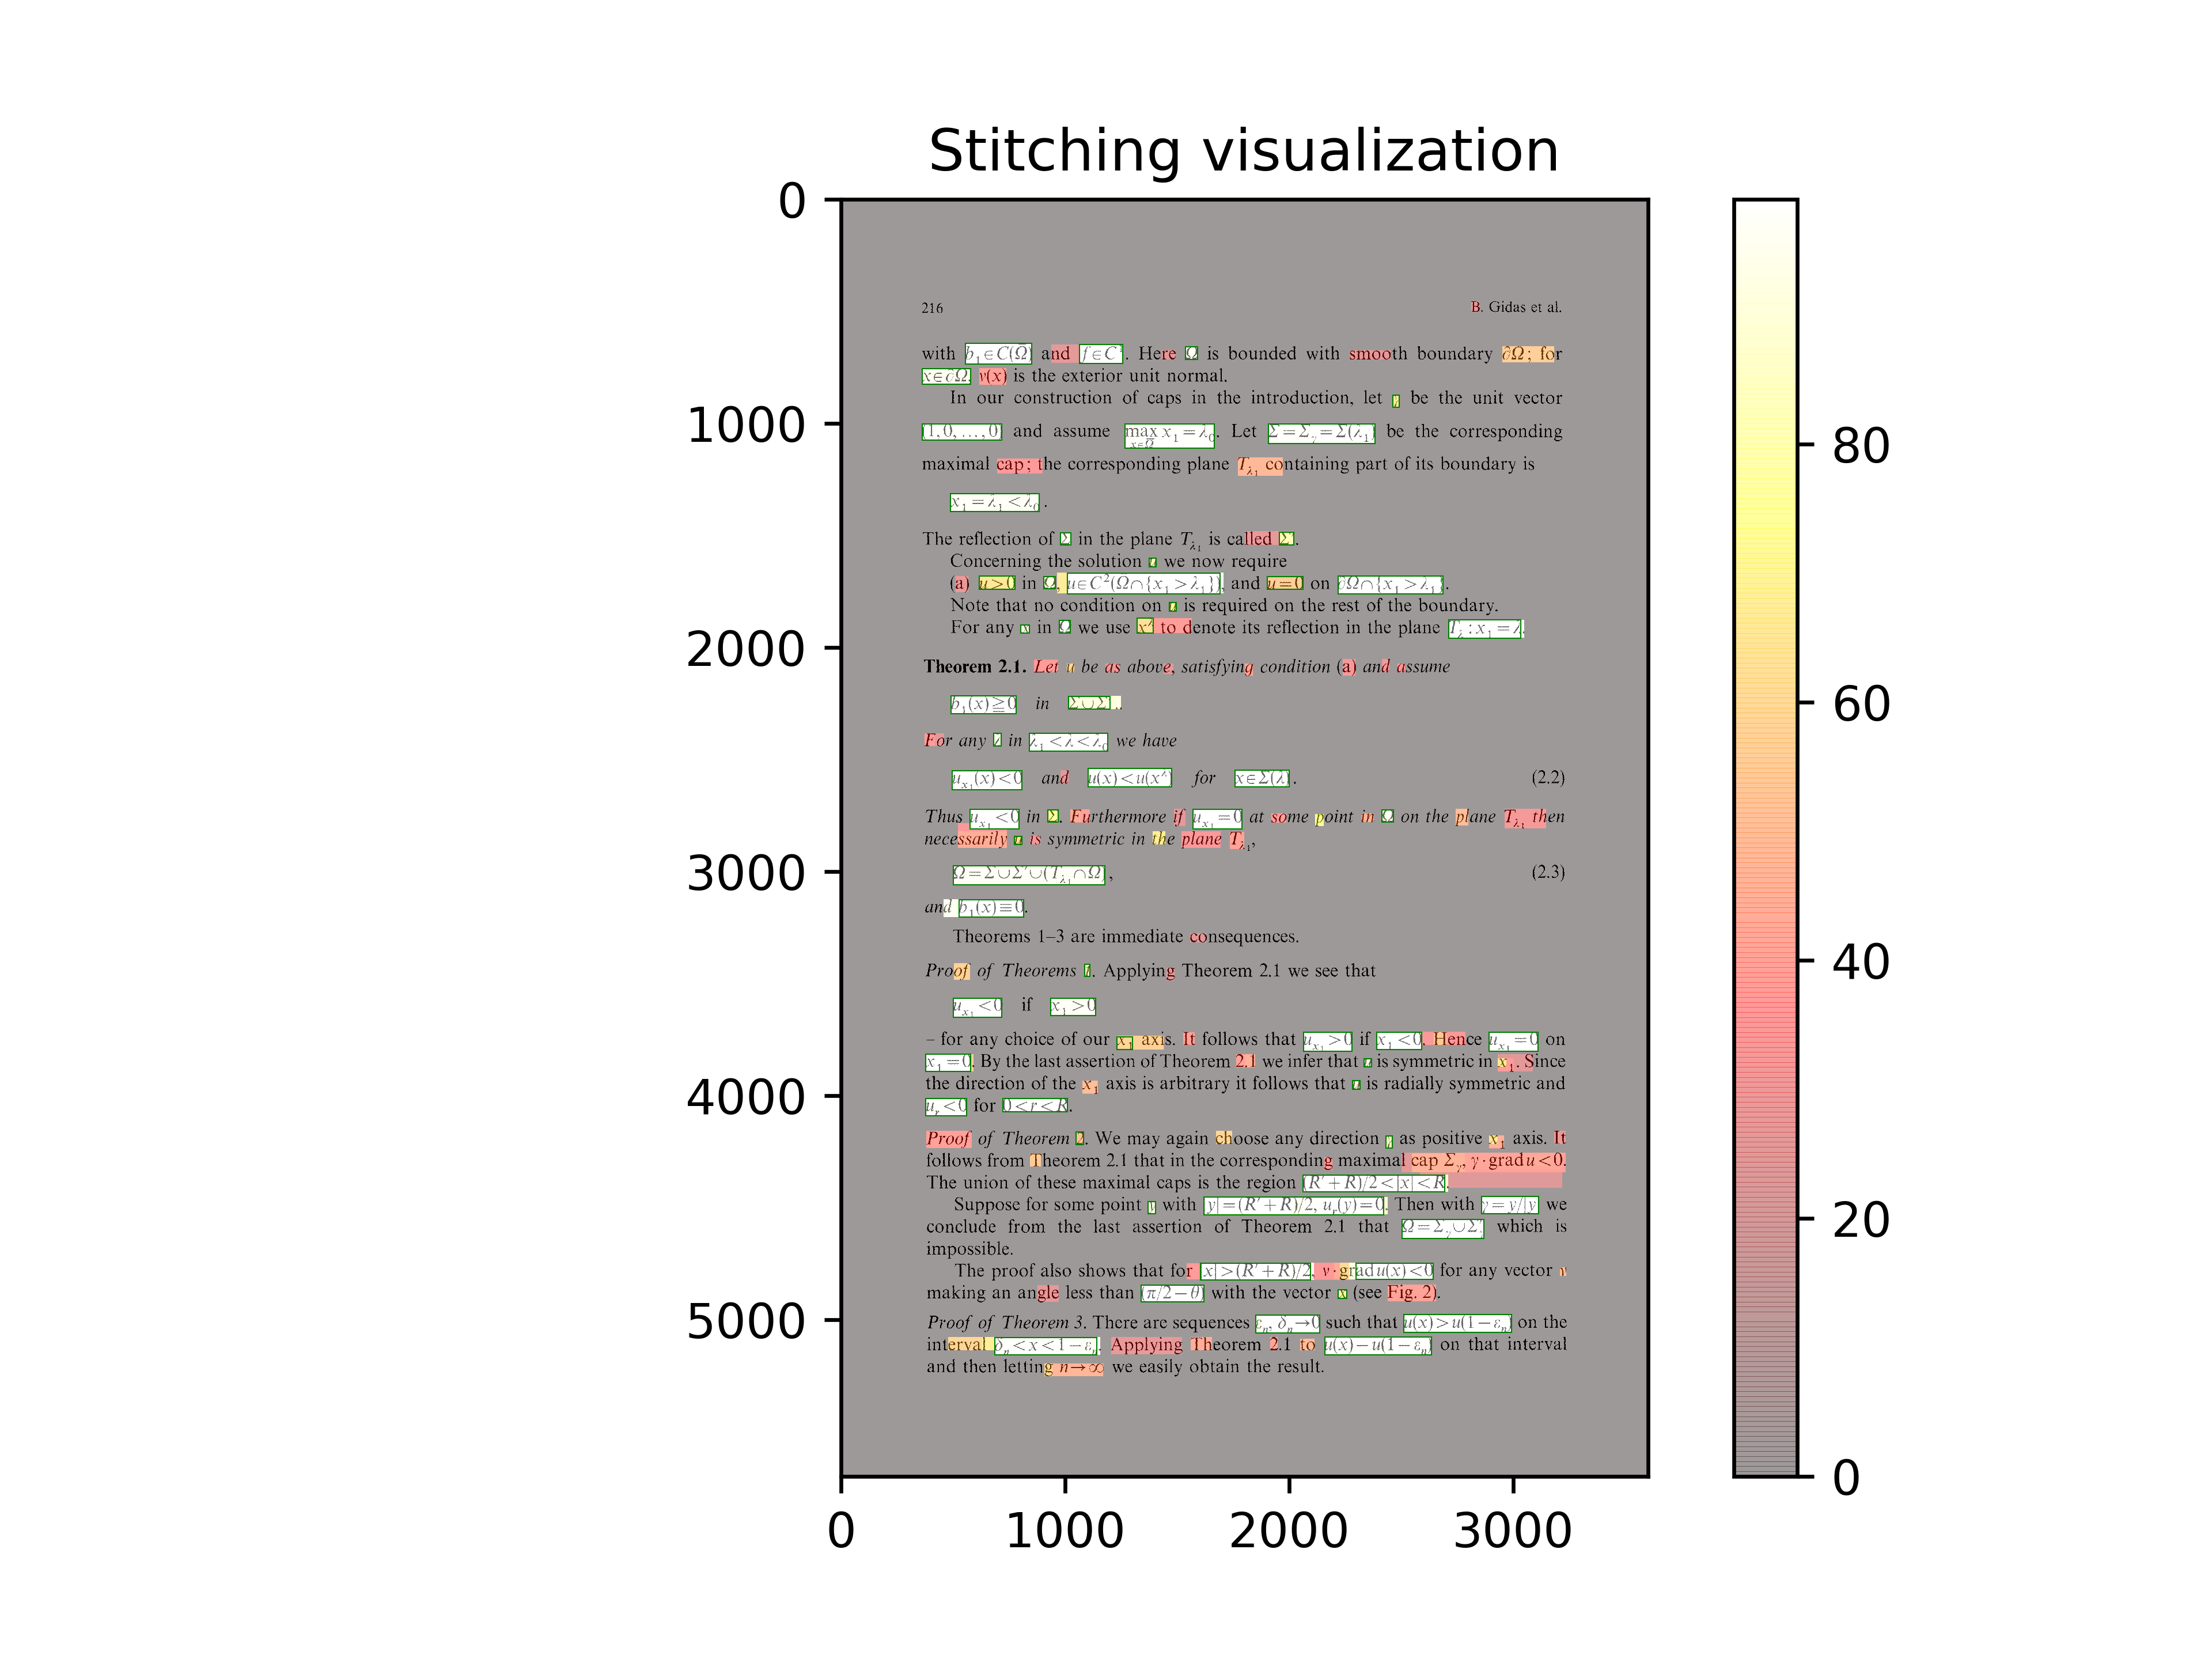 Stitching visualization
216 B. Gidas et al.
with b₁∈C(Ω̄) and f∈C¹. Here Ω is bounded with smooth boundary ∂Ω; for
x∈∂Ω, ν(x) is the exterior unit normal.
In our construction of caps in the introduction, let γ be the unit vector
(1, 0, ..., 0) and assume max x₁=λ₀. Let Σ=Σ_γ=Σ(λ₁) be the corresponding
x∈Ω̄
maximal cap; the corresponding plane T_λ₁ containing part of its boundary is
x₁=λ₁<λ₀.
The reflection of Σ in the plane T_λ₁ is called Σ′.
Concerning the solution u we now require
(a) u>0 in Ω, u∈C²(Ω̄∩{x₁>λ₁}), and u=0 on ∂Ω∩{x₁>λ₁}.
Note that no condition on u is required on the rest of the boundary.
For any x in Ω we use x^λ to denote its reflection in the plane T_λ: x₁=λ.
Theorem 2.1. Let u be as above, satisfying condition (a) and assume
b₁(x)≧0 in Σ∪Σ′.
For any λ in λ₁<λ<λ₀ we have
u_x₁(x)<0 and u(x)<u(x^λ) for x∈Σ(λ). (2.2)
Thus u_x₁<0 in Σ. Furthermore if u_x₁=0 at some point in Ω on the plane T_λ₁ then
necessarily u is symmetric in the plane T_λ₁,
Ω=Σ∪Σ′∪(T_λ₁∩Ω), (2.3)
and b₁(x)≡0.
Theorems 1–3 are immediate consequences.
Proof of Theorems 1. Applying Theorem 2.1 we see that
u_x₁<0 if x₁>0
– for any choice of our x₁ axis. It follows that u_x₁>0 if x₁<0. Hence u_x₁=0 on
x₁=0. By the last assertion of Theorem 2.1 we infer that u is symmetric in x₁. Since
the direction of the x₁ axis is arbitrary it follows that u is radially symmetric and
u_r<0 for 0<r<R.
Proof of Theorem 2. We may again choose any direction γ as positive x₁ axis. It
follows from Theorem 2.1 that in the corresponding maximal cap Σ_γ, γ·grad u<0.
The union of these maximal caps is the region (R′+R)/2<|x|<R.
Suppose for some point y with |y|=(R′+R)/2, u_r(y)=0. Then with γ=y/|y| we
conclude from the last assertion of Theorem 2.1 that Ω=Σ_γ∪Σ′_γ which is
impossible.
The proof also shows that for |x|>(R′+R)/2, v·grad u(x)<0 for any vector v
making an angle less than (π/2−θ) with the vector x (see Fig. 2).
Proof of Theorem 3. There are sequences ε_n, δ_n→0 such that u(x)>u(1−ε_n) on the
interval δ_n<x<1−ε_n. Applying Theorem 2.1 to u(x)−u(1−ε_n) on that interval
and then letting n→∞ we easily obtain the result.
0
1000
2000
3000
4000
5000
0 1000 2000 3000
80
60
40
20
0